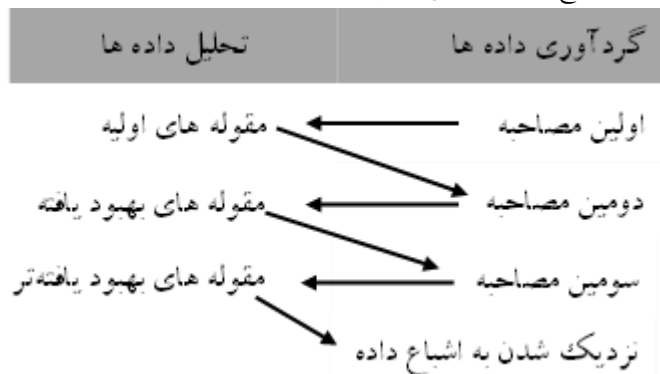 گردآوری داده ها تحلیل داده ها
اولین مصاحبه مقوله های اولیه
دومین مصاحبه مقوله های بهبود یافته
سومین مصاحبه مقوله های بهبود یافته‌تر
نزدیک شدن به اشباع داده